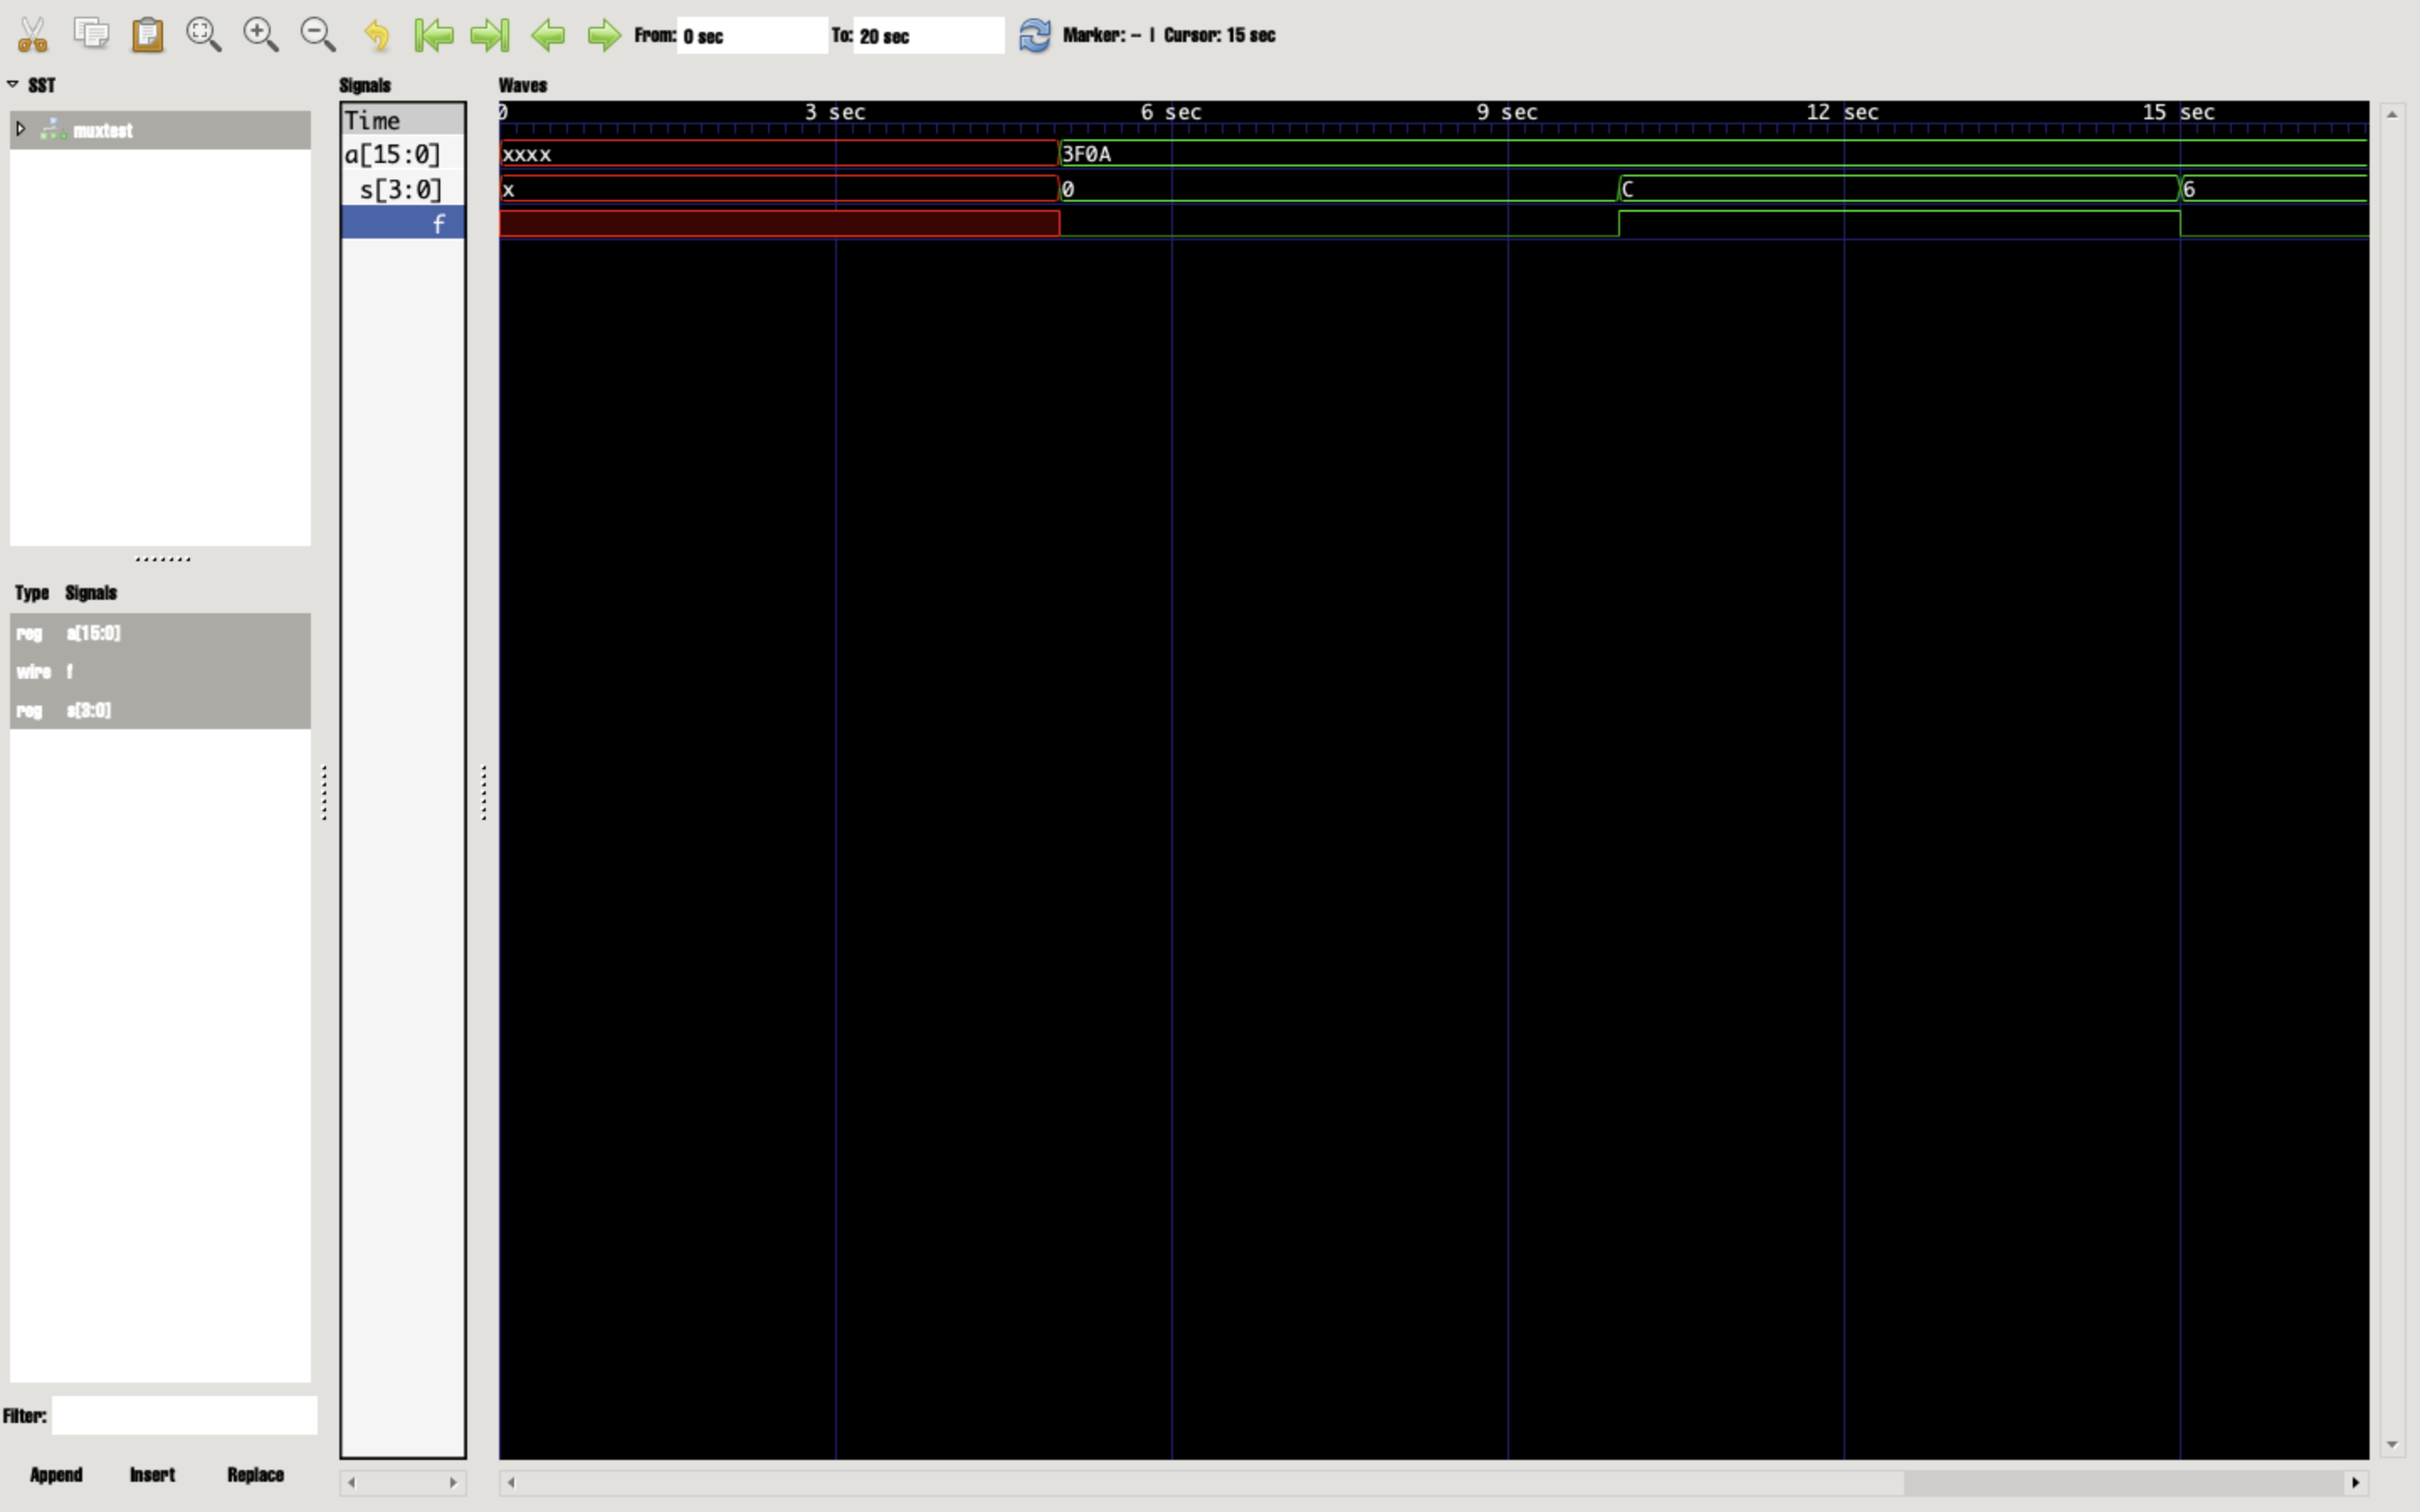 From: 0 sec To: 20 sec Marker: -- | Cursor: 15 sec
SST
muxtest
Type Signals
reg a[15:0]
wire f
reg s[3:0]
Filter:
Append Insert Replace
Signals
Time
a[15:0]
s[3:0]
f
Waves
0 3 sec 6 sec 9 sec 12 sec 15 sec
xxxx 3F0A
x 0 C 6